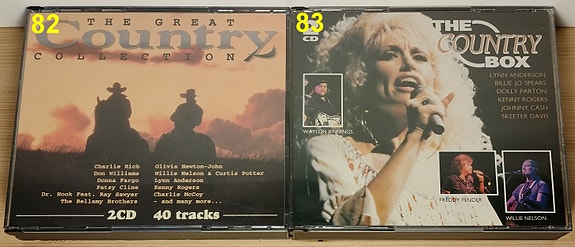 82
THE GREAT
Country
COLLECTION
Charlie Rich
Don Williams
Donna Fargo
Patsy Cline
Dr. Hook Feat. Ray Sawyer
The Bellamy Brothers
Olivia Newton-John
Willie Nelson & Curtis Potter
Lynn Anderson
Kenny Rogers
Charlie McCoy
- and many more...
2CD 40 tracks
83
CD
THE
COUNTRY
BOX
LYNN ANDERSON
BILLIE JO SPEARS
DOLLY PARTON
KENNY ROGERS
JOHNNY CASH
SKEETER DAVIS
WAYLON JENNINGS
FREDDY FENDER
WILLIE NELSON